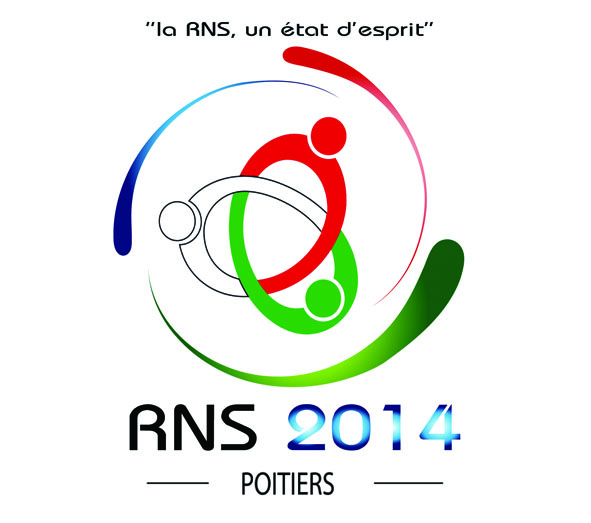 "la RNS, un état d'esprit"
RNS 2014
POITIERS